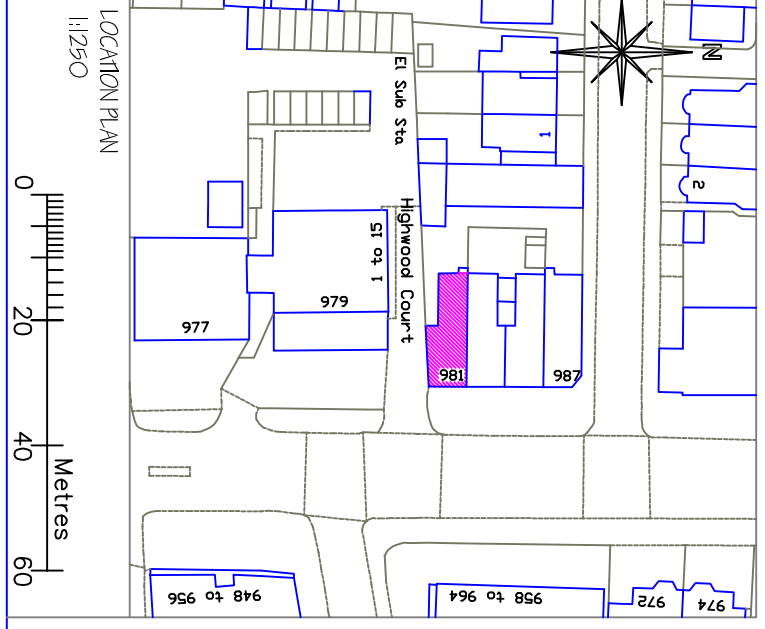 LOCATION PLAN
1:1250
El Sub Sta
N
1
2
Highwood Court
1 to 15
979
977
981
987
0
20
40
60
Metres
948 to 956
958 to 964
972
974